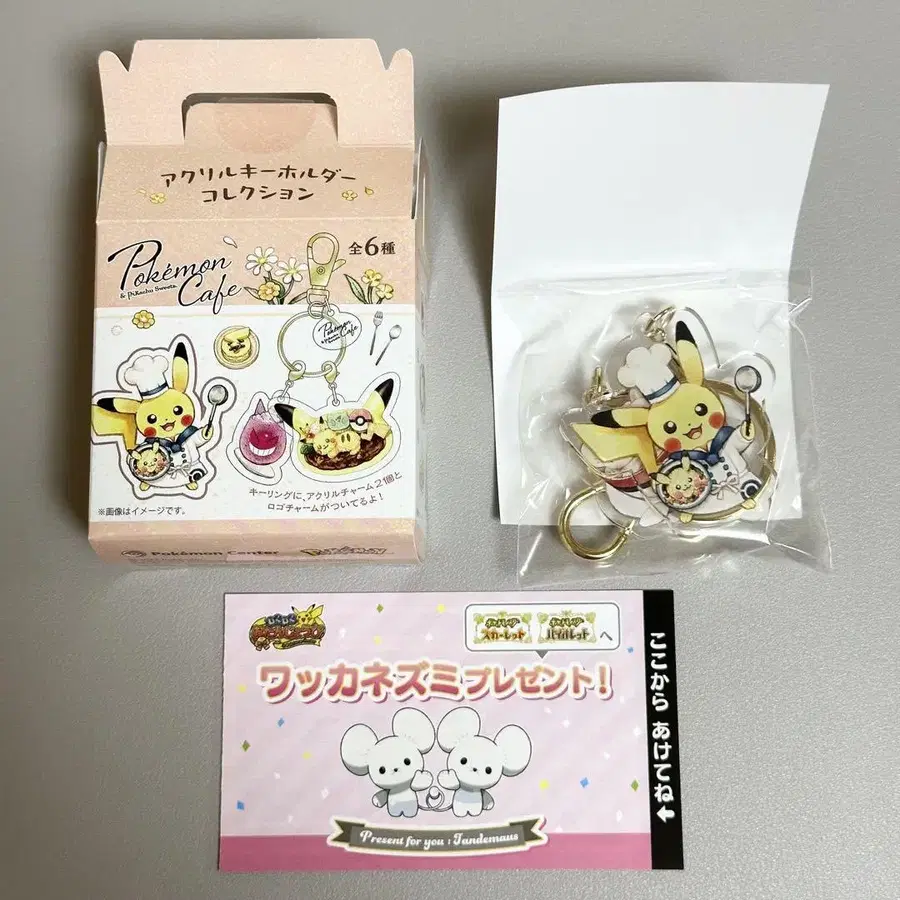 アクリルキーホルダー
コレクション
Pokémon
& Pikachu Sweets
Cafe
全6種
Pokémon
Cafe
キーリングに、アクリルチャーム2個と
ロゴチャームがついてるよ!
※画像はイメージです。
Pokémon Center
POKÉMON
スカーレット
バイオレット
へ
ワッカネズミプレゼント!
Present for you : Tandemaus
ここから あけてね←